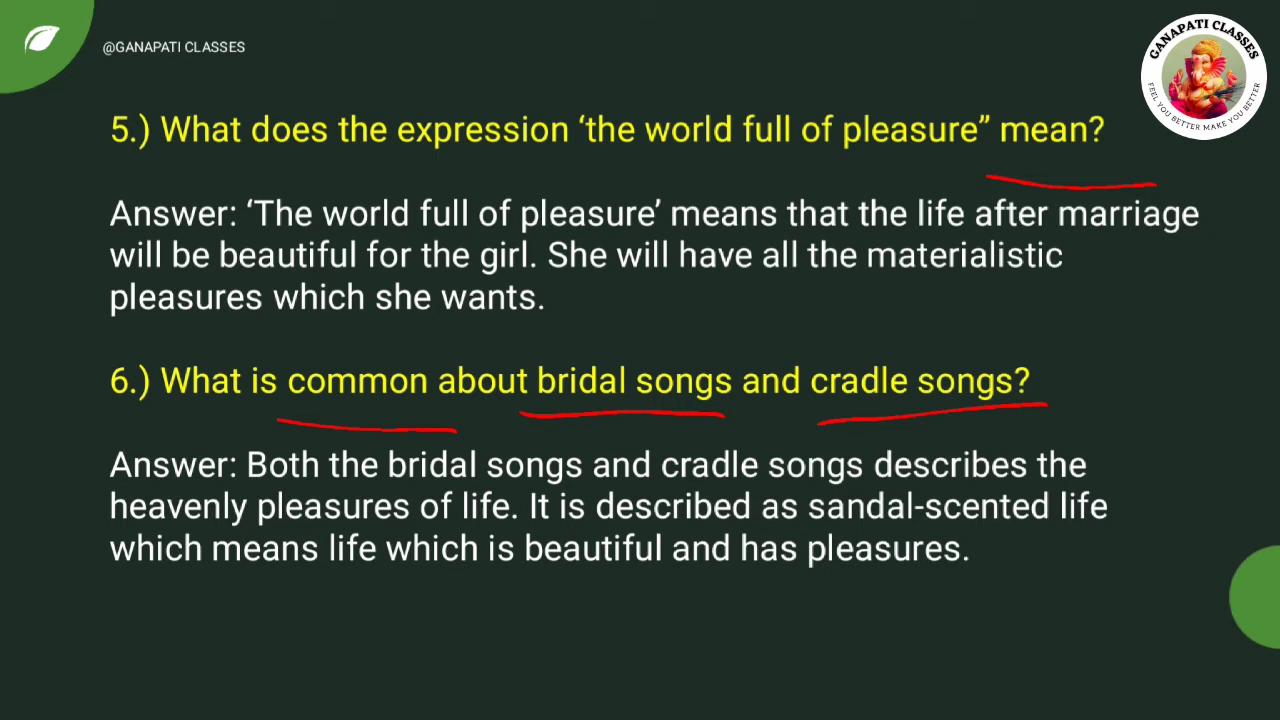 @GANAPATI CLASSES
GANAPATI CLASSES
FEEL YOU BETTER MAKE YOU BETTER
5.) What does the expression ‘the world full of pleasure” mean?
Answer: ‘The world full of pleasure’ means that the life after marriage
will be beautiful for the girl. She will have all the materialistic
pleasures which she wants.
6.) What is common about bridal songs and cradle songs?
Answer: Both the bridal songs and cradle songs describes the
heavenly pleasures of life. It is described as sandal-scented life
which means life which is beautiful and has pleasures.